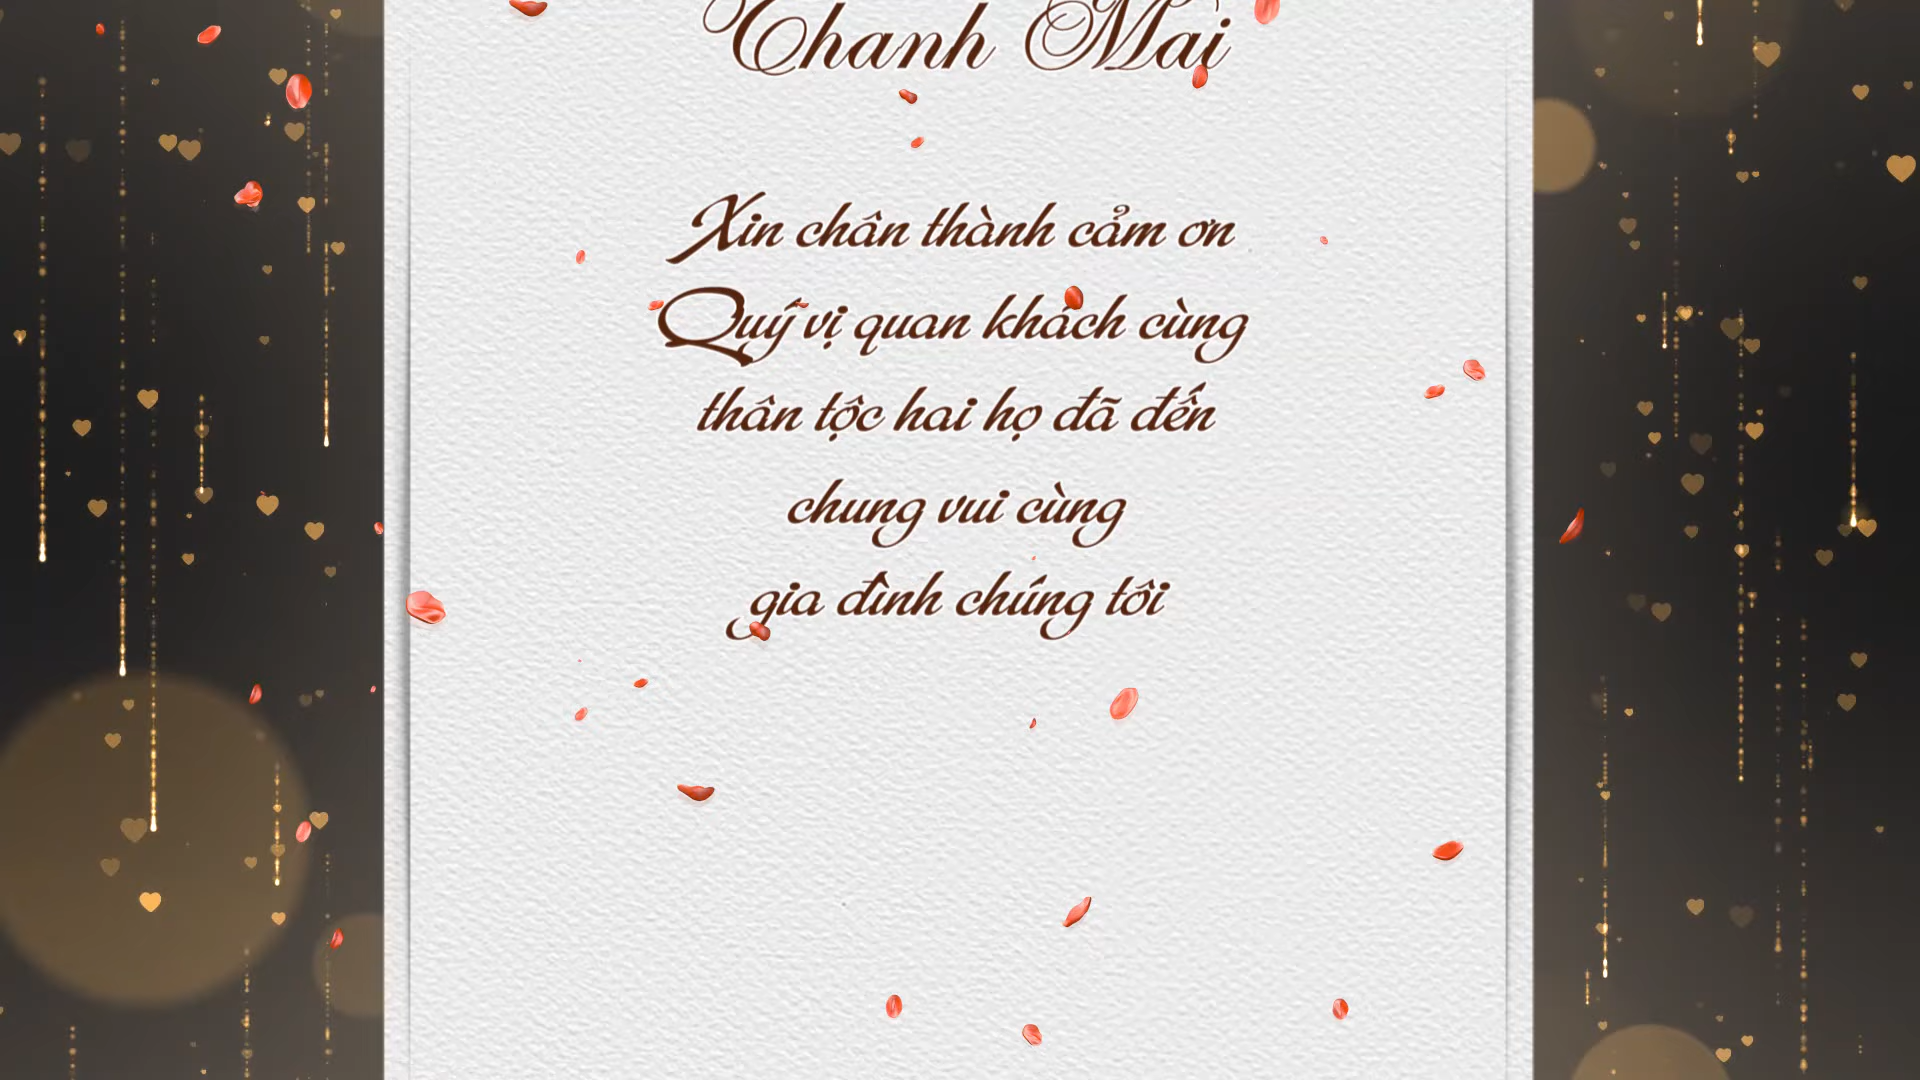 Thanh Mai
Xin chân thành cảm ơn
Quý vị quan khách cùng
thân tộc hai họ đã đến
chung vui cùng
gia đình chúng tôi